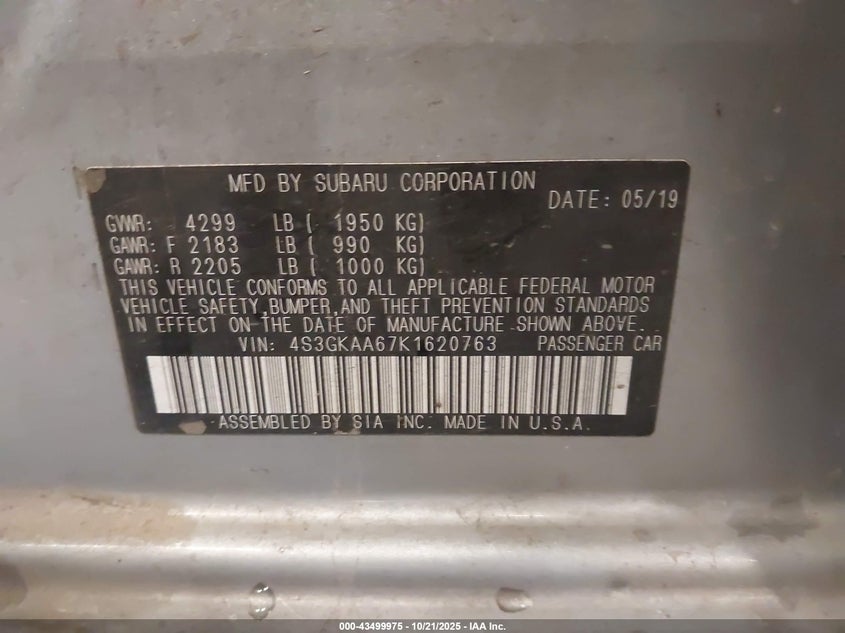 MFD BY SUBARU CORPORATION
DATE: 05/19
GVWR: 4299 LB ( 1950 KG)
GAWR: F 2183 LB ( 990 KG)
GAWR: R 2205 LB ( 1000 KG)
THIS VEHICLE CONFORMS TO ALL APPLICABLE FEDERAL MOTOR
VEHICLE SAFETY,BUMPER,AND THEFT PREVENTION STANDARDS
IN EFFECT ON THE DATE OF MANUFACTURE SHOWN ABOVE.
VIN: 4S3GKAA67K1620763 PASSENGER CAR
ASSEMBLED BY SIA INC. MADE IN U.S.A.
000-43499975 - 10/21/2025 - IAA Inc.